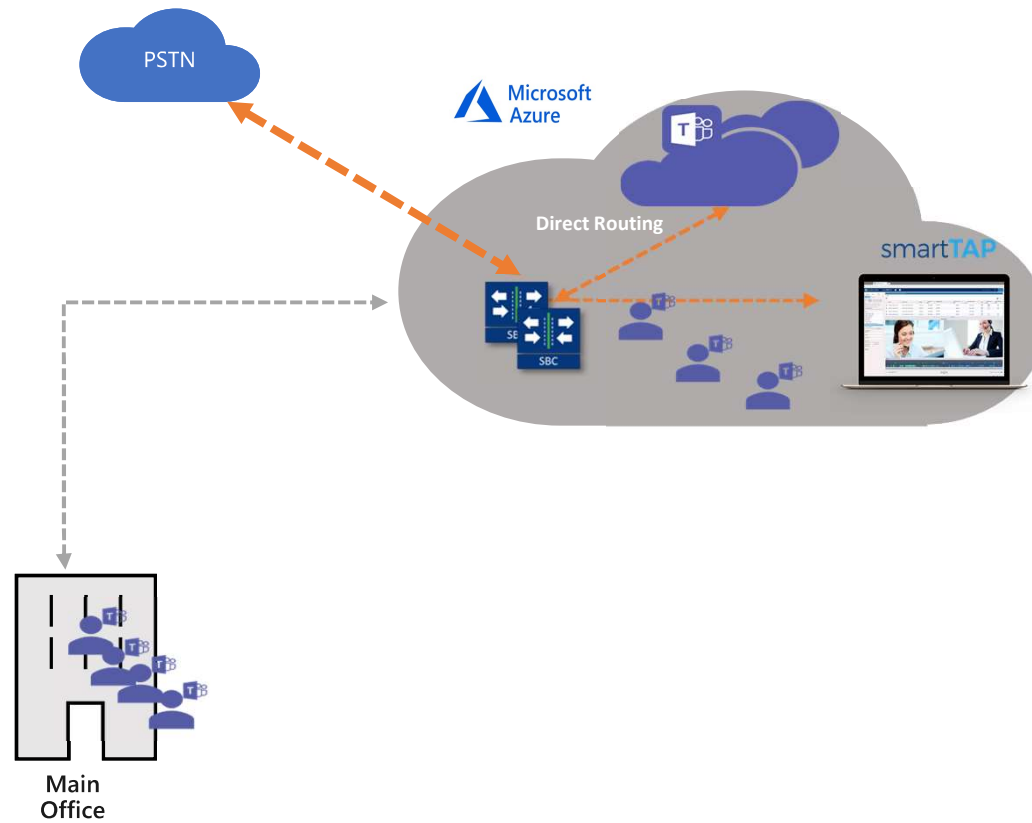 PSTN
Microsoft
Azure
Direct Routing
smartTAP
SBC
Main
Office